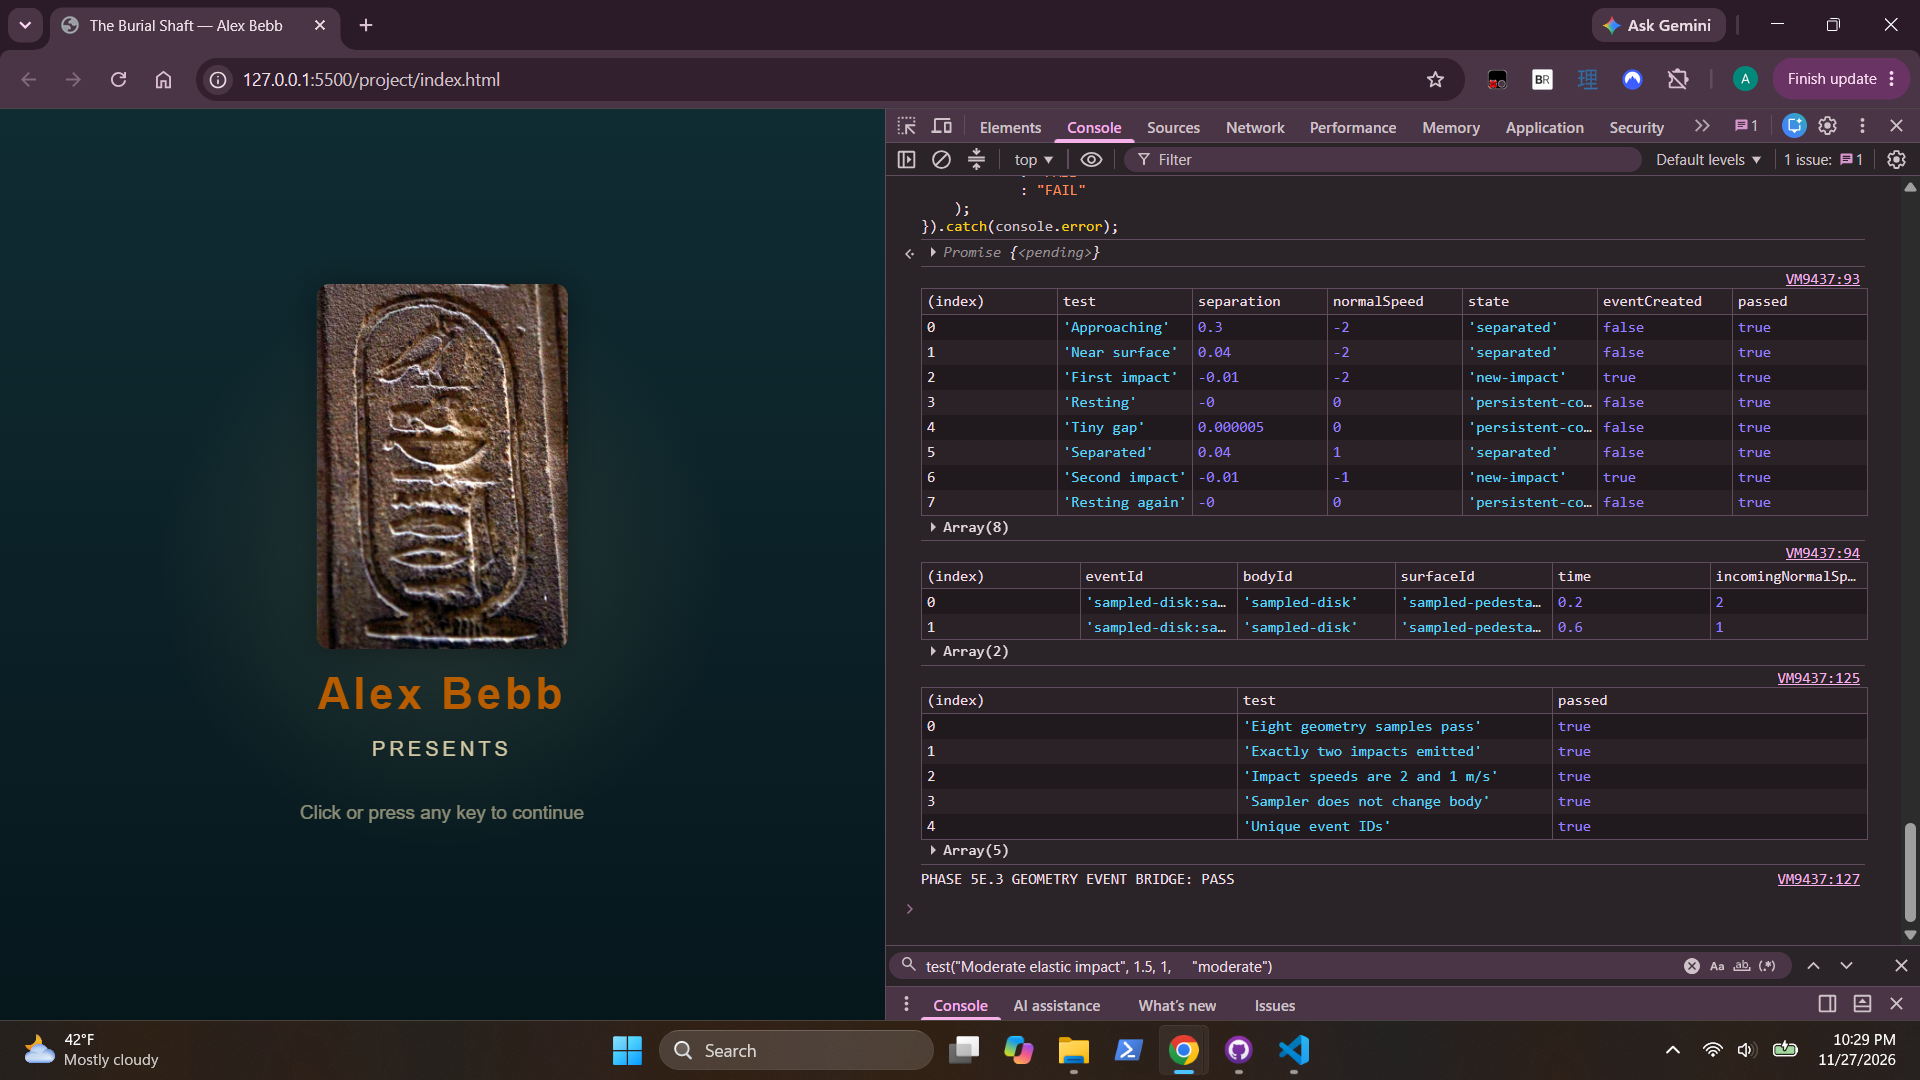 The Burial Shaft — Alex Bebb
Ask Gemini
127.0.0.1:5500/project/index.html
BR
A
Finish update
Elements Console Sources Network Performance Memory Application Security 1
top Filter Default levels 1 issue: 1
: "FAIL"
);
}).catch(console.error);
Promise {<pending>}
VM9437:93
(index) test separation normalSpeed state eventCreated passed
0 'Approaching' 0.3 -2 'separated' false true
1 'Near surface' 0.04 -2 'separated' false true
2 'First impact' -0.01 -2 'new-impact' true true
3 'Resting' -0 0 'persistent-co… false true
4 'Tiny gap' 0.000005 0 'persistent-co… false true
5 'Separated' 0.04 1 'separated' false true
6 'Second impact' -0.01 -1 'new-impact' true true
7 'Resting again' -0 0 'persistent-co… false true
Array(8)
VM9437:94
(index) eventId bodyId surfaceId time incomingNormalSp…
0 'sampled-disk:sa… 'sampled-disk' 'sampled-pedesta… 0.2 2
1 'sampled-disk:sa… 'sampled-disk' 'sampled-pedesta… 0.6 1
Array(2)
VM9437:125
(index) test passed
0 'Eight geometry samples pass' true
1 'Exactly two impacts emitted' true
2 'Impact speeds are 2 and 1 m/s' true
3 'Sampler does not change body' true
4 'Unique event IDs' true
Array(5)
PHASE 5E.3 GEOMETRY EVENT BRIDGE: PASS VM9437:127
test("Moderate elastic impact", 1.5, 1, "moderate")
Aa ab (.*)
Console AI assistance What's new Issues
Alex Bebb
PRESENTS
Click or press any key to continue
42°F
Mostly cloudy
Search
10:29 PM
11/27/2026